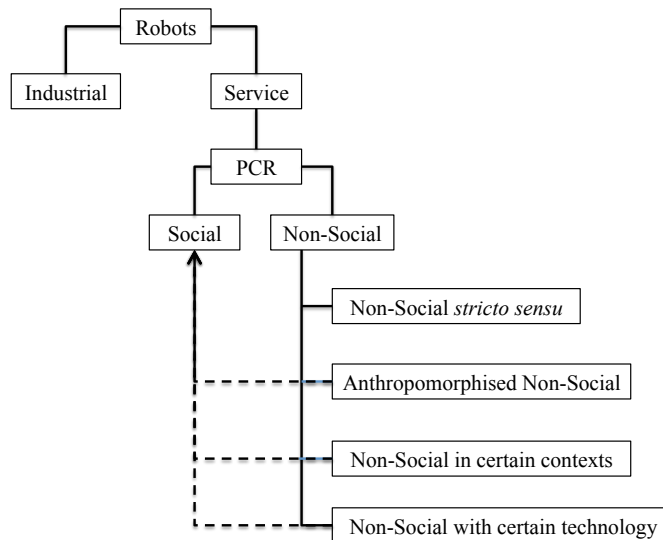 Robots
Industrial
Service
PCR
Social
Non-Social
Non-Social stricto sensu
Anthropomorphised Non-Social
Non-Social in certain contexts
Non-Social with certain technology